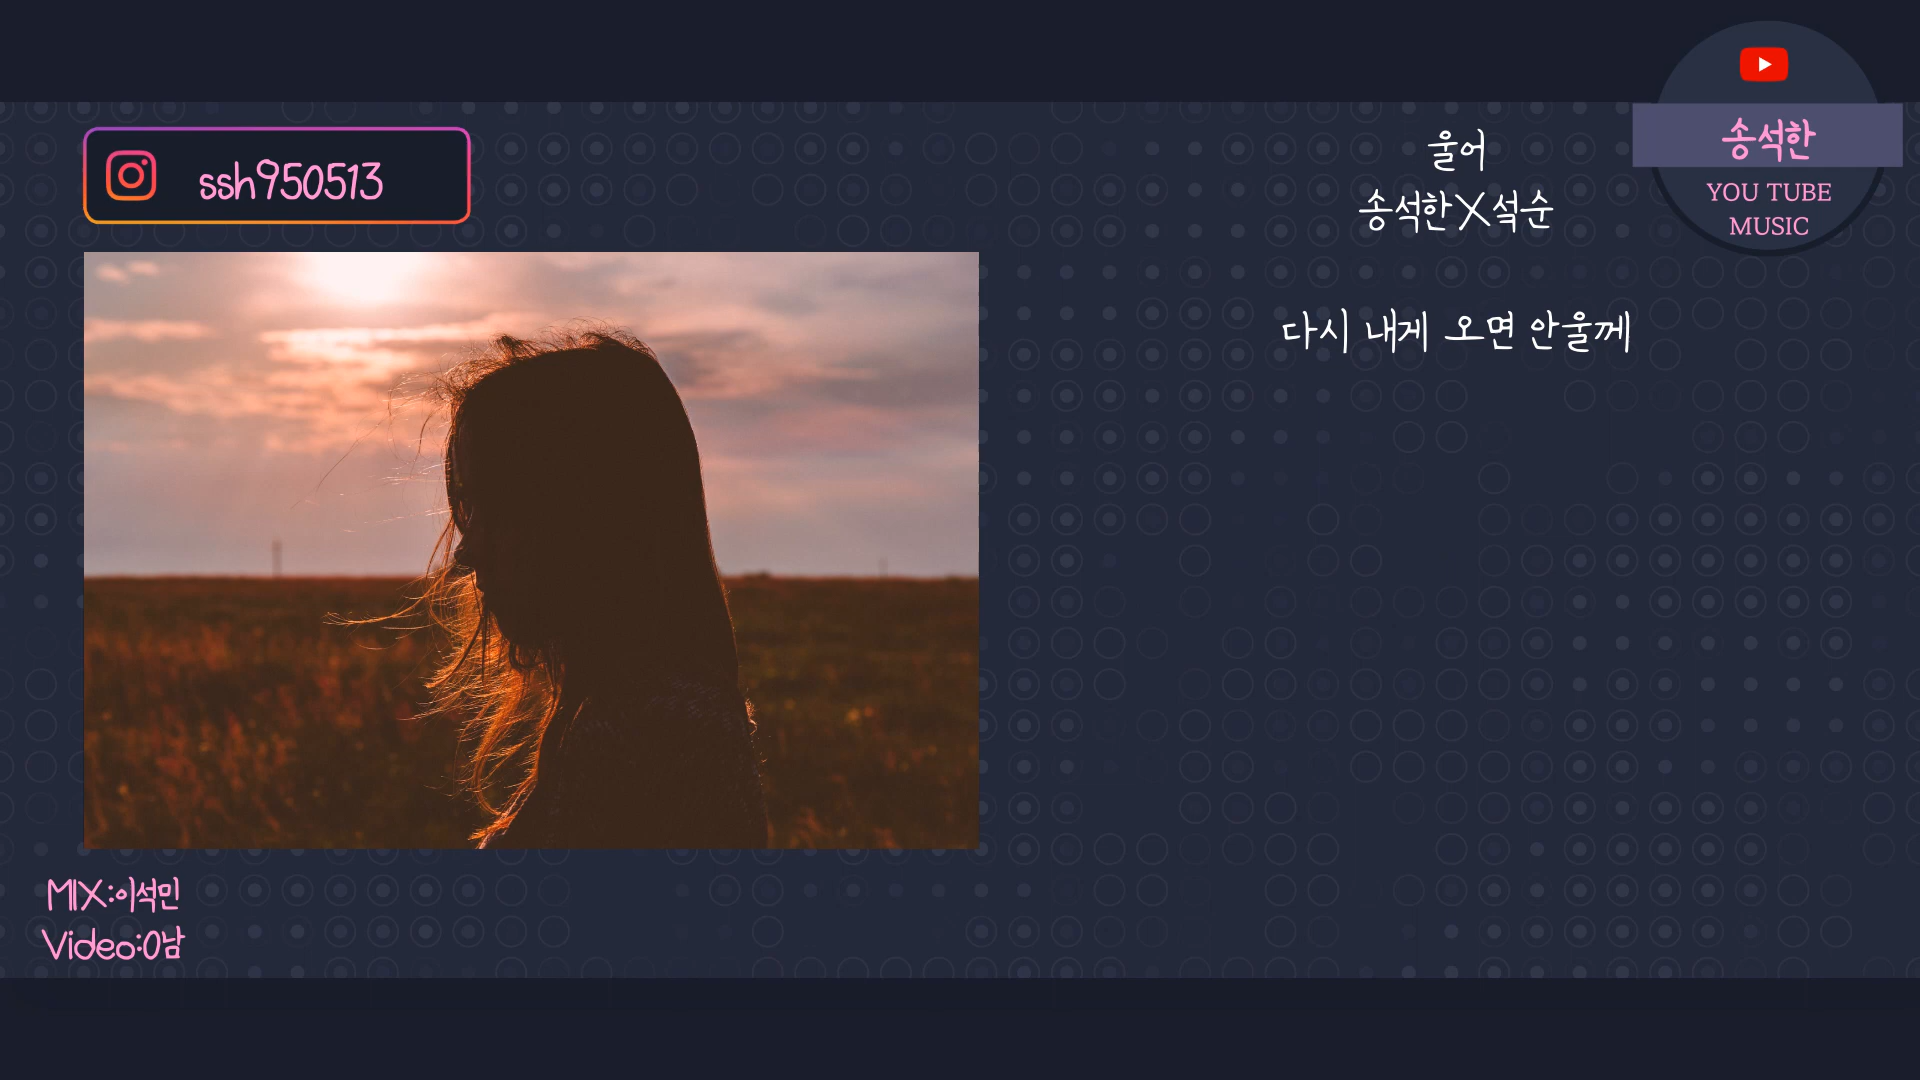 ssh950513
울어
송석한X설순
다시 내게 오면 안울께
송석한
YOU TUBE
MUSIC
MIX:이석민
Video:0남